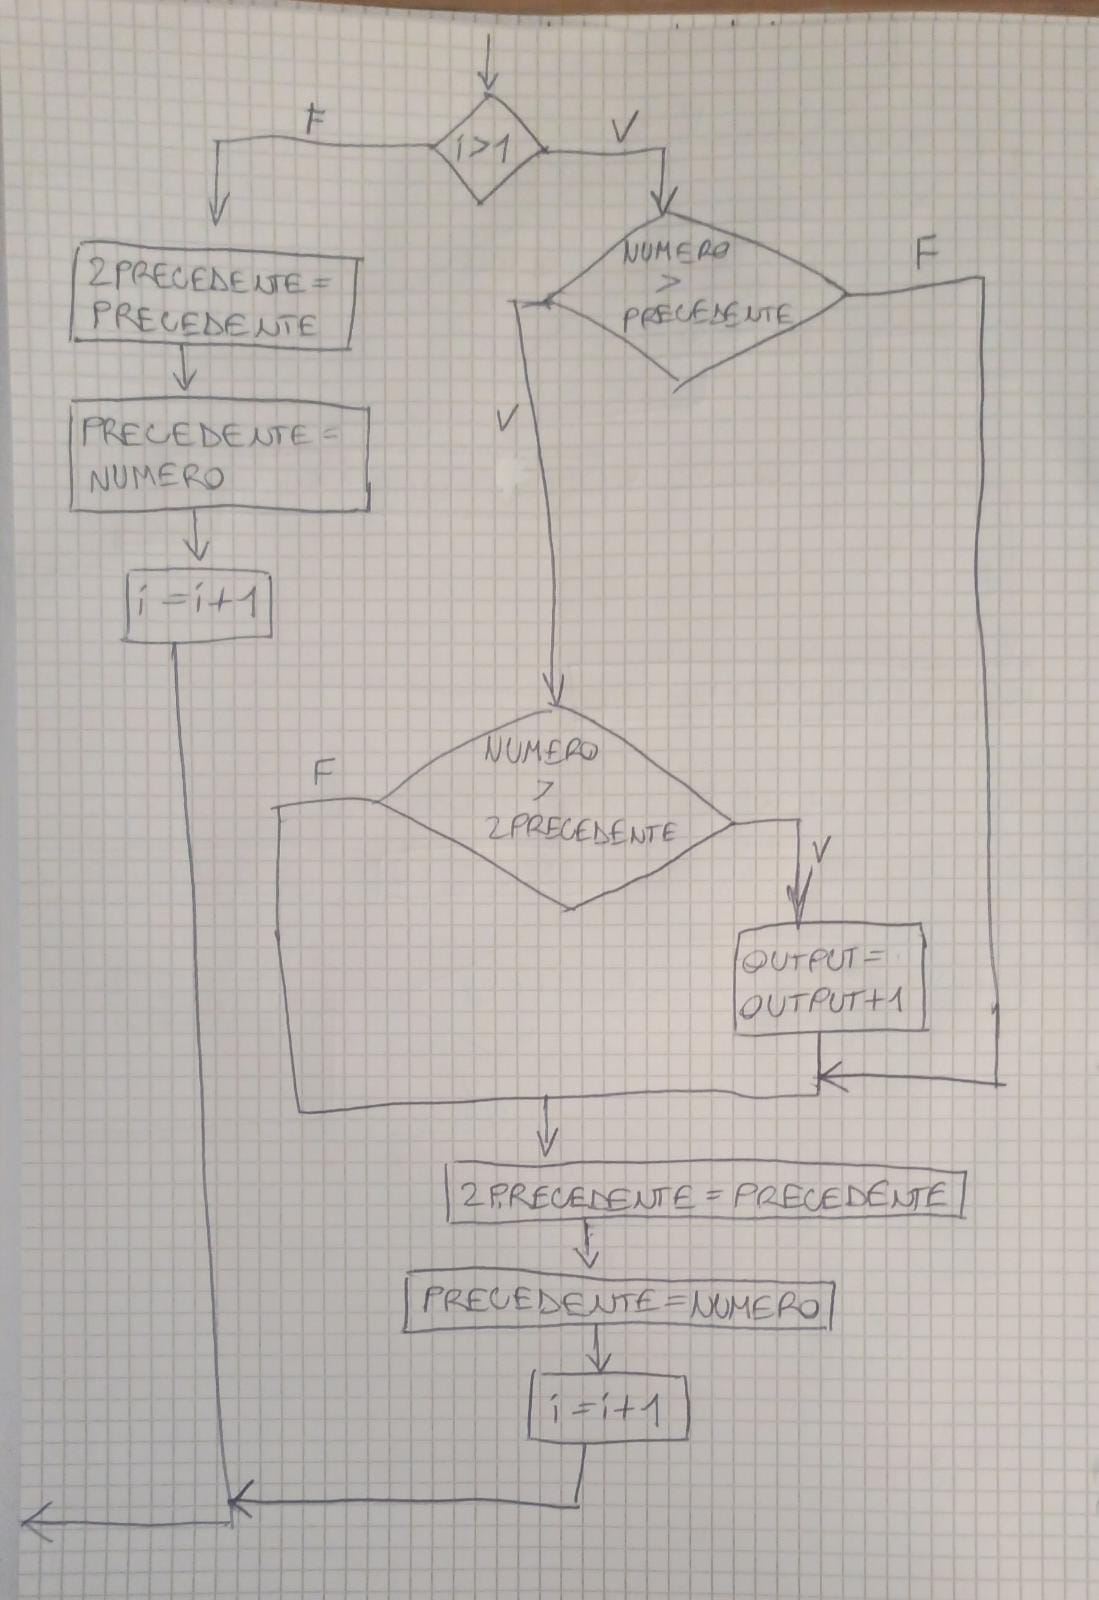 F
i>1
V
NUMERO
>
PRECEDENTE
F
2PRECEDENTE=
PRECEDENTE
V
PRECEDENTE=
NUMERO
i=i+1
F
NUMERO
>
2PRECEDENTE
V
OUTPUT=
OUTPUT+1
2PRECEDENTE=PRECEDENTE
PRECEDENTE=NUMERO
i=i+1